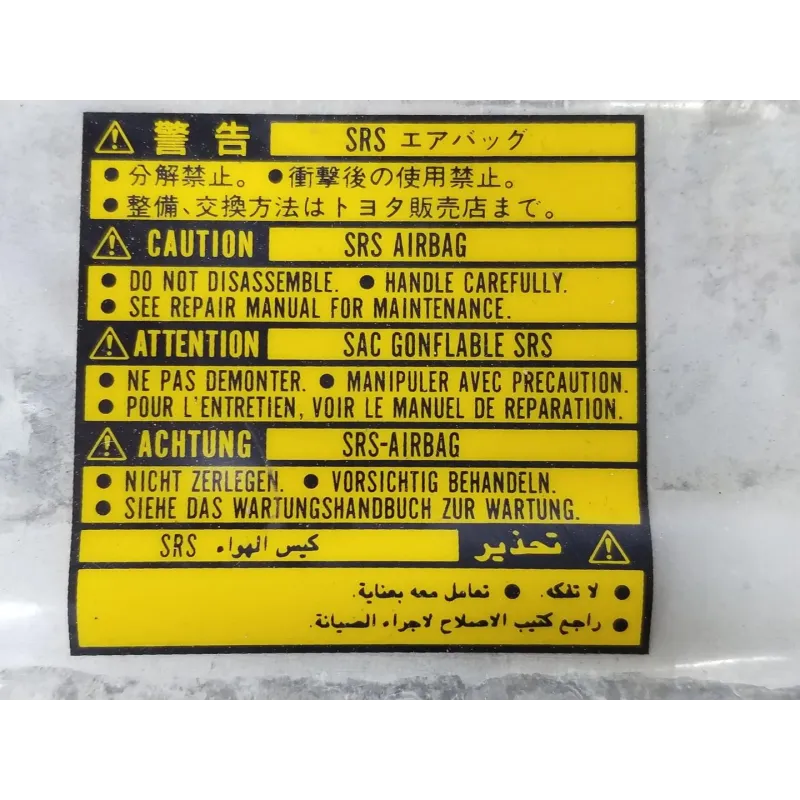 警告 SRS エアバッグ
● 分解禁止。 ● 衝撃後の使用禁止。
● 整備、交換方法はトヨタ販売店まで。
CAUTION SRS AIRBAG
● DO NOT DISASSEMBLE. ● HANDLE CAREFULLY.
● SEE REPAIR MANUAL FOR MAINTENANCE.
ATTENTION SAC GONFLABLE SRS
● NE PAS DEMONTER. ● MANIPULER AVEC PRECAUTION.
● POUR L'ENTRETIEN, VOIR LE MANUEL DE REPARATION.
ACHTUNG SRS-AIRBAG
● NICHT ZERLEGEN. ● VORSICHTIG BEHANDELN.
● SIEHE DAS WARTUNGSHANDBUCH ZUR WARTUNG.
تحذير كيس الهواء SRS
● لا تفكه. ● تعامل معه بعناية.
● راجع كتيب الاصلاح لاجراء الصيانة.